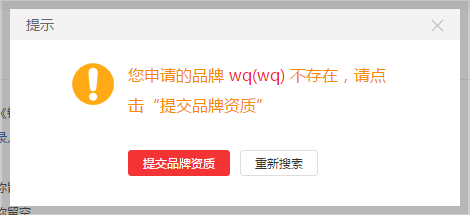 提示
您申请的品牌 wq(wq) 不存在，请点
击“提交品牌资质”
提交品牌资质
重新搜索